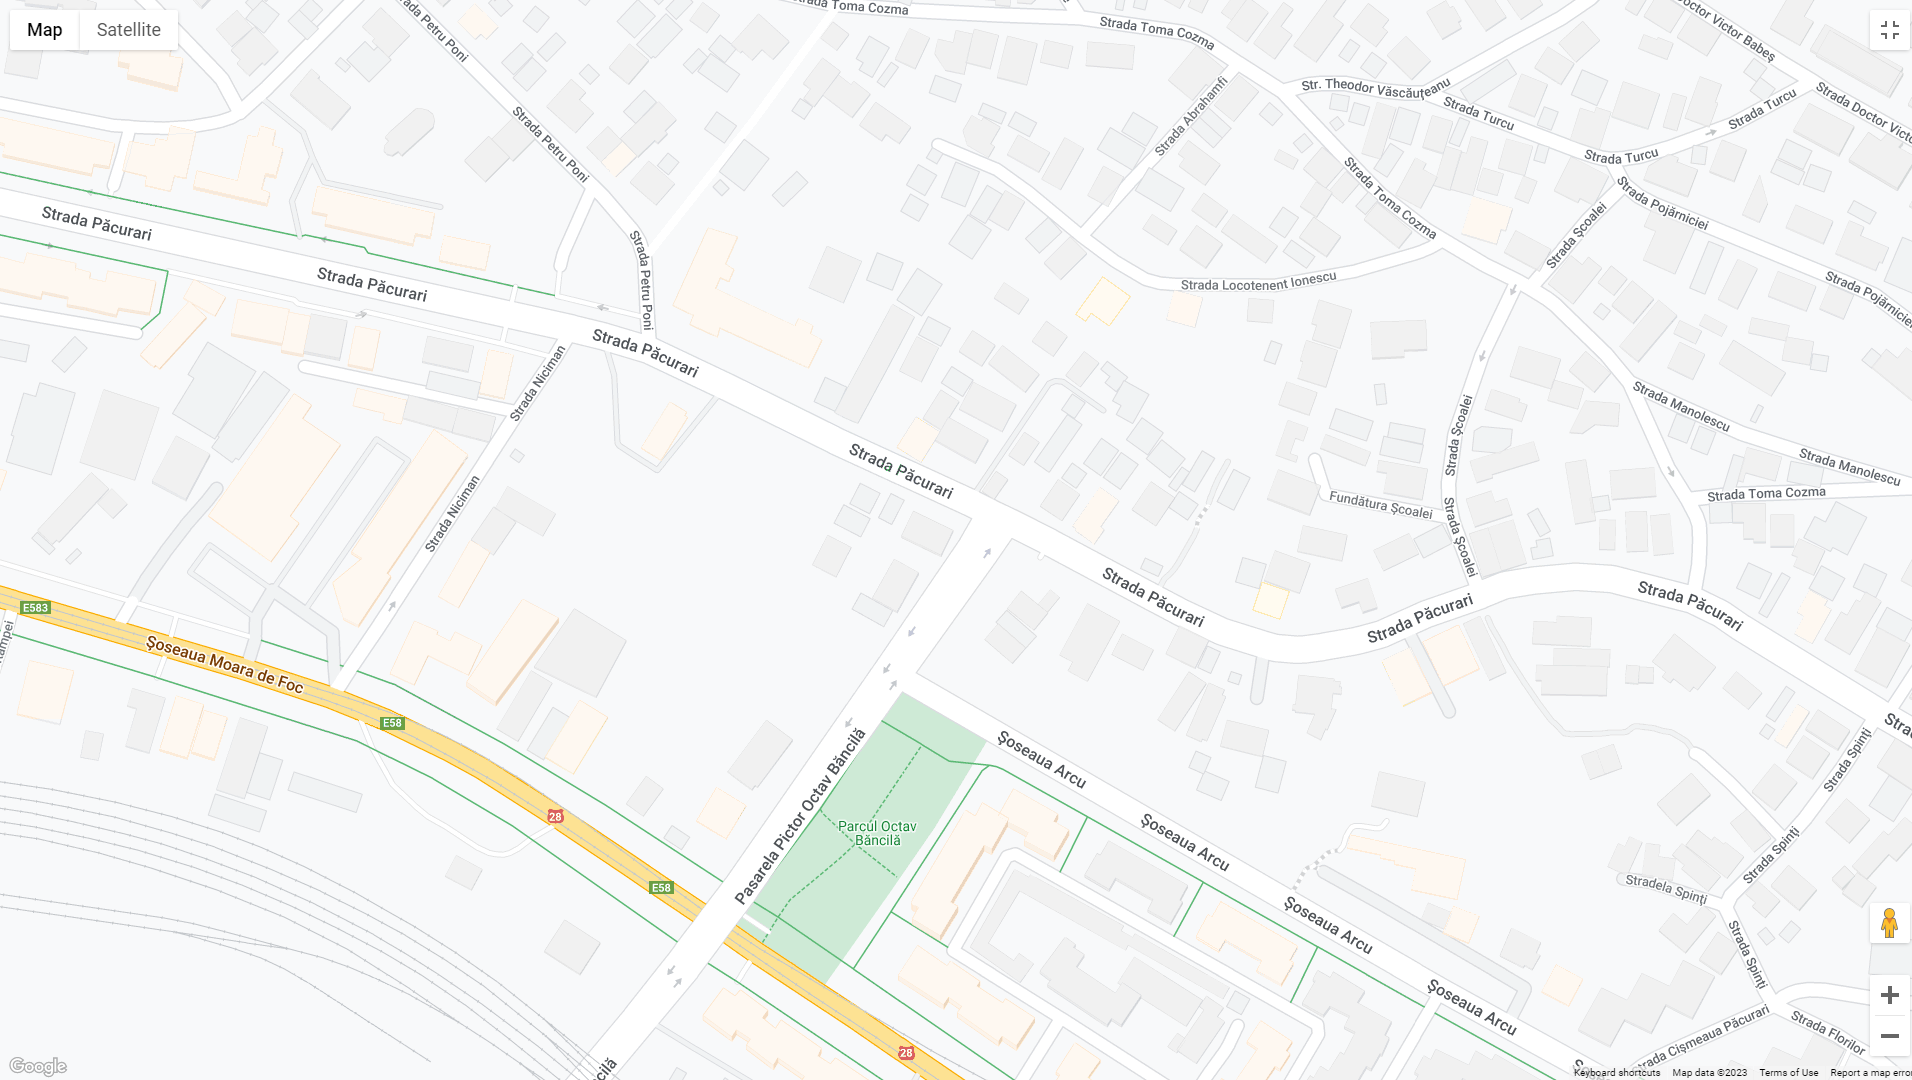 Map
Satellite
Strada Petru Poni
Strada Toma Cozma
Strada Toma Cozma
Doctor Victor Babeș
Str. Theodor Văscăuțeanu
Strada Turcu
Strada Turcu
Strada Doctor Victo
Strada Abrahamfi
Strada Petru Poni
Strada Turcu
Strada Toma Cozma
Strada Pojărniciei
Strada Păcurari
Strada Școalei
Strada Petru Poni
Strada Păcurari
Strada Locotenent Ionescu
Strada Pojărniciei
Strada Păcurari
Strada Niciman
Strada Manolescu
Strada Școalei
Strada Păcurari
Strada Manolescu
Strada Niciman
Fundătura Școalei
Strada Toma Cozma
Strada Școalei
Strada Păcurari
Strada Păcurari
Strada Păcurari
E583
Șoseaua Moara de Foc
E58
Șoseaua Arcu
Pasarela Pictor Octav Băncilă
Strada Spinți
28
Parcul Octav
Băncilă
Șoseaua Arcu
Strada Spinți
E58
Stradela Spinți
Șoseaua Arcu
Strada Spinți
Șoseaua Arcu
28
Strada Cișmeaua Păcurari
Strada Florilor
Google
Keyboard shortcuts
Map data ©2023
Terms of Use
Report a map error